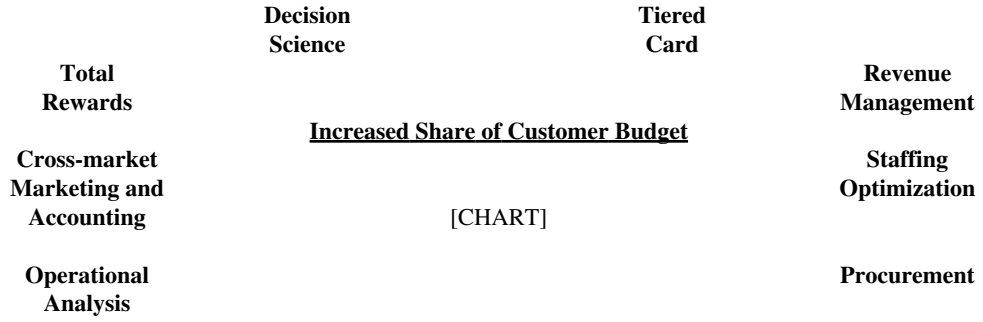 Decision
Science
Tiered
Card
Total
Rewards
Revenue
Management
Increased Share of Customer Budget
Cross-market
Marketing and
Accounting
Staffing
Optimization
[CHART]
Operational
Analysis
Procurement